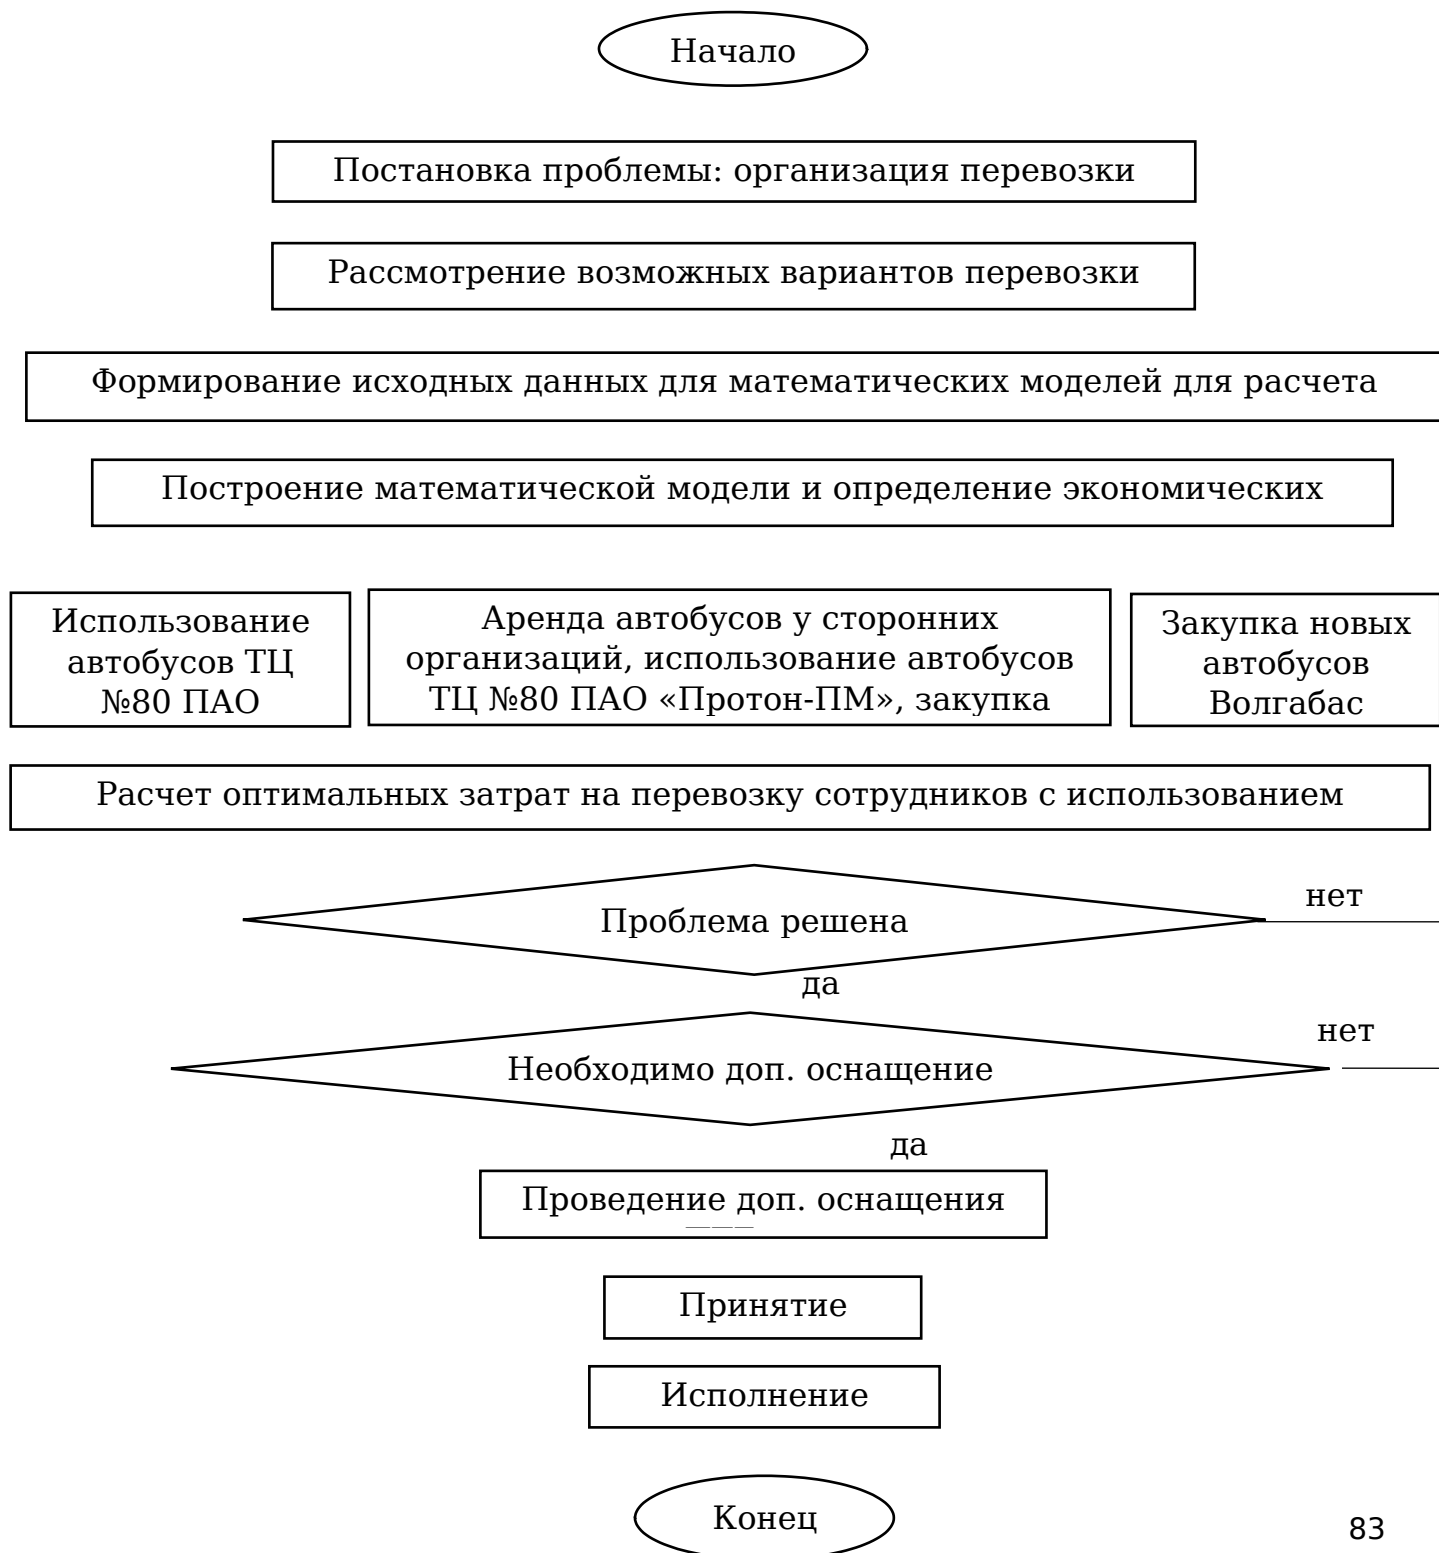 Начало
Постановка проблемы: организация перевозки
Рассмотрение возможных вариантов перевозки
Формирование исходных данных для математических моделей для расчета
Построение математической модели и определение экономических
Использование
автобусов ТЦ
№80 ПАО
Аренда автобусов у сторонних
организаций, использование автобусов
ТЦ №80 ПАО «Протон-ПМ», закупка
Закупка новых
автобусов
Волгабас
Расчет оптимальных затрат на перевозку сотрудников с использованием
Проблема решена
нет
да
Необходимо доп. оснащение
нет
да
Проведение доп. оснащения
Принятие
Исполнение
Конец
83